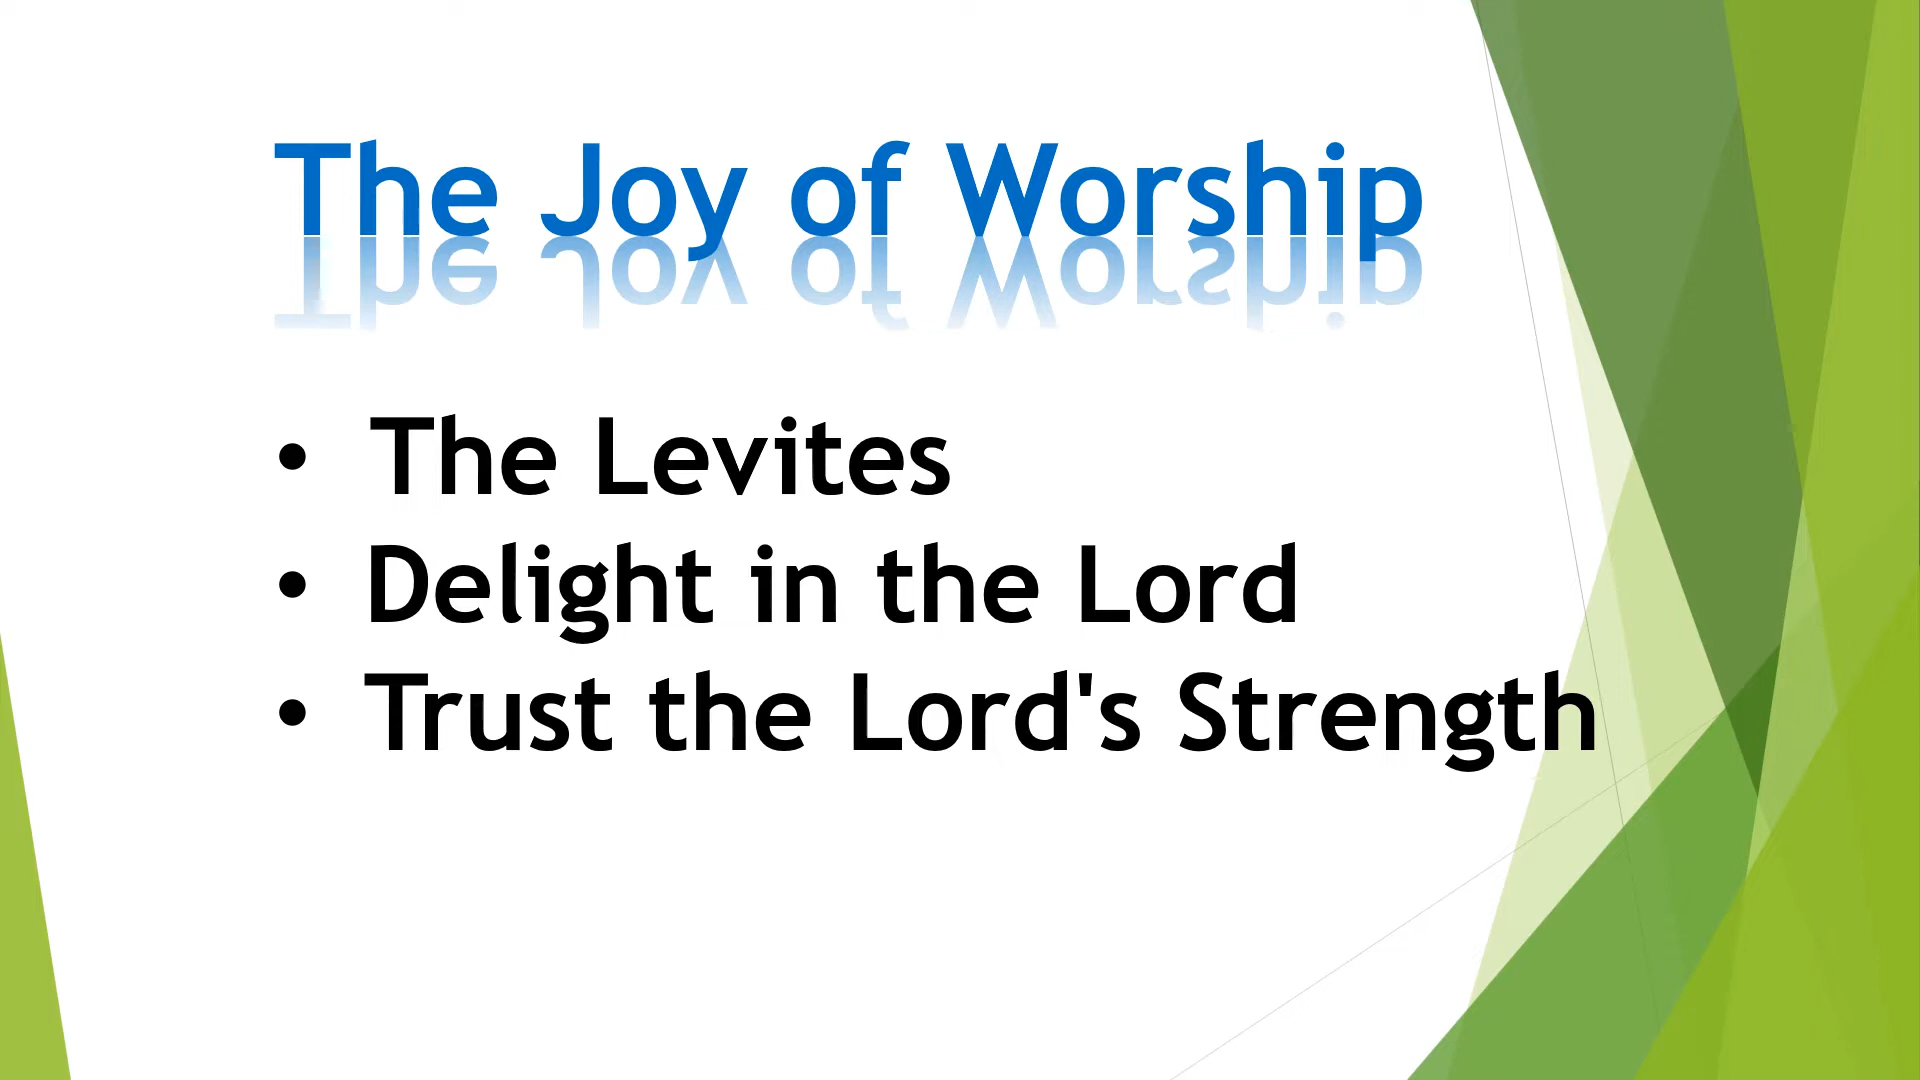 The Joy of Worship
• The Levites
• Delight in the Lord
• Trust the Lord's Strength